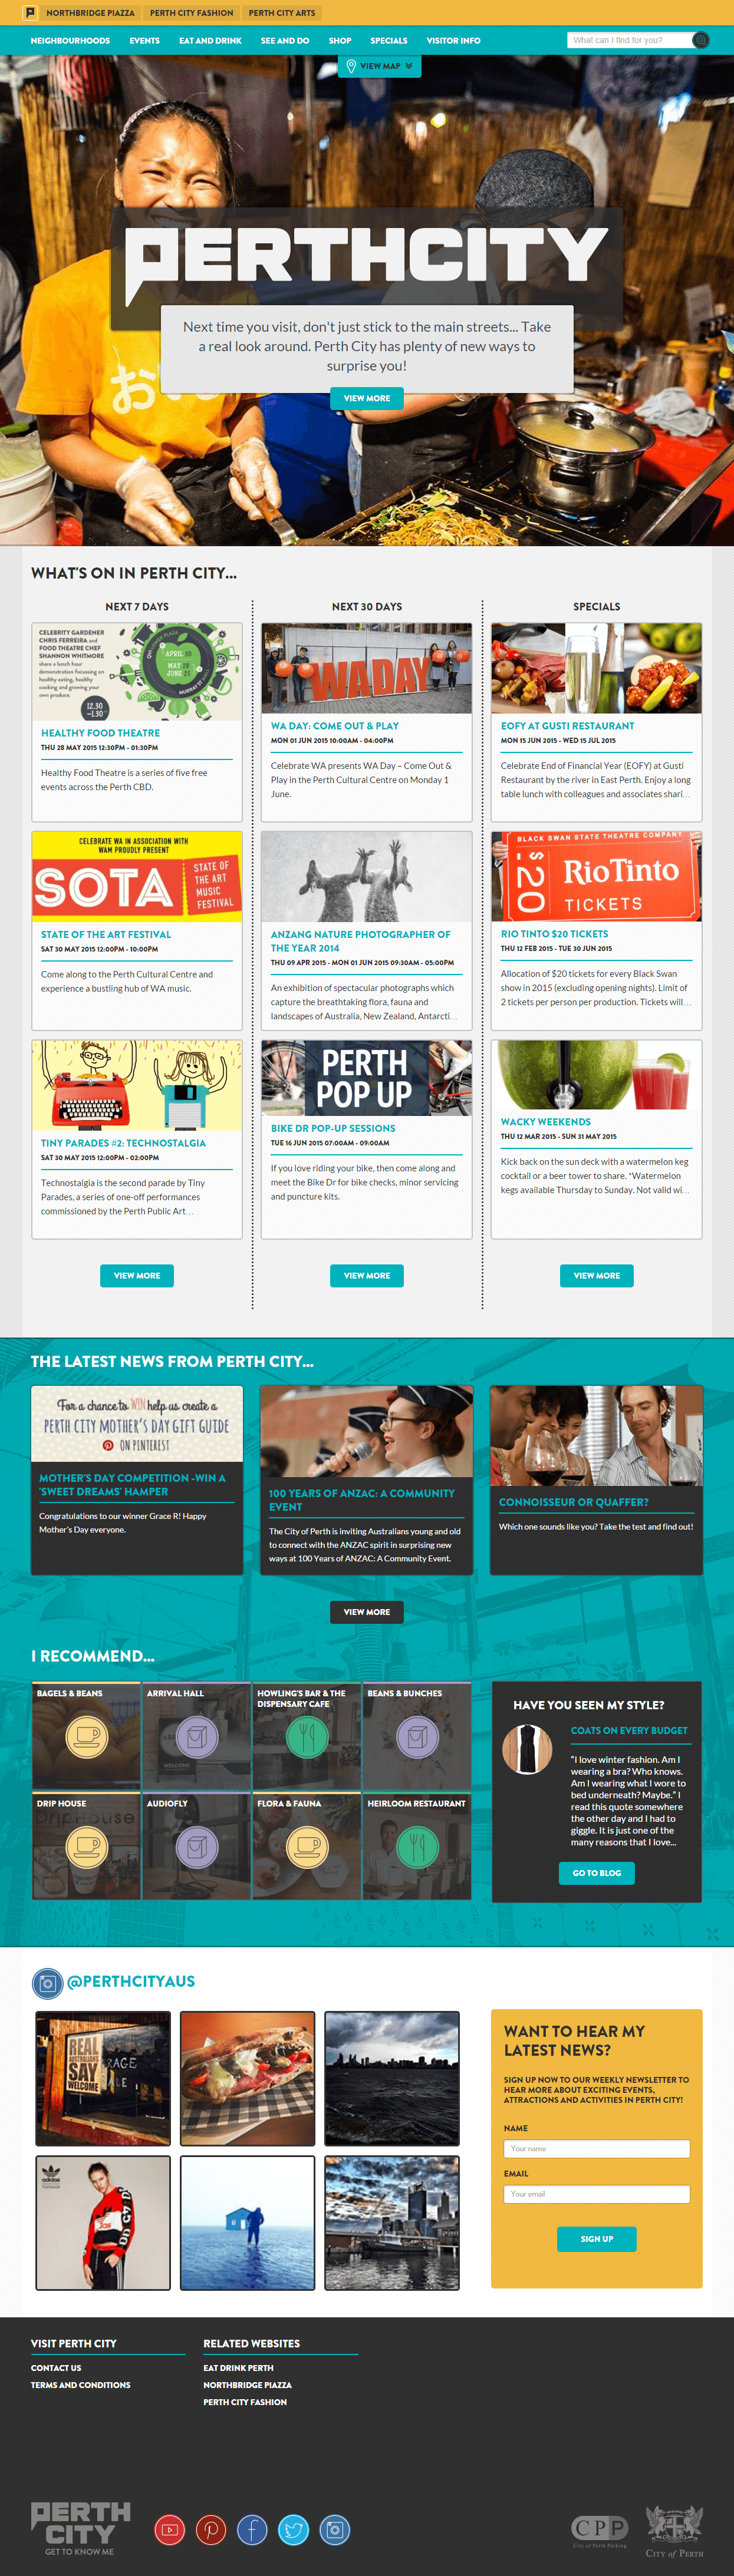 NORTHBRIDGE PIAZZA PERTH CITY FASHION PERTH CITY ARTS
NEIGHBOURHOODS EVENTS EAT AND DRINK SEE AND DO SHOP SPECIALS VISITOR INFO
What can I find for you?
VIEW MAP
PERTHCITY
お
Next time you visit, don't just stick to the main streets... Take
a real look around. Perth City has plenty of new ways to
surprise you!
VIEW MORE
WHAT'S ON IN PERTH CITY...
NEXT 7 DAYS
CELEBRITY GARDENER
CHRIS FERREIRA and
FOOD THEATRE CHEF
SHANNON WHITMORE
share a lunch hour
demonstration focussing on
healthy eating, healthy
cooking and growing your
own produce.
12.30
–1.30
APRIL 30
MAY 28
JUNE 25
HEALTHY FOOD THEATRE
THU 28 MAY 2015 12:30PM - 01:30PM
Healthy Food Theatre is a series of five free
events across the Perth CBD.
CELEBRATE WA IN ASSOCIATION WITH
WAM PROUDLY PRESENT
SOTA
STATE OF
THE ART
MUSIC
FESTIVAL
STATE OF THE ART FESTIVAL
SAT 30 MAY 2015 12:00PM - 10:00PM
Come along to the Perth Cultural Centre and
experience a bustling hub of WA music.
TINY PARADES #2: TECHNOSTALGIA
SAT 30 MAY 2015 12:00PM - 02:00PM
Technostalgia is the second parade by Tiny
Parades, a series of one-off performances
commissioned by the Perth Public Art...
VIEW MORE
NEXT 30 DAYS
WADAY
WA DAY: COME OUT & PLAY
MON 01 JUN 2015 10:00AM - 04:00PM
Celebrate WA presents WA Day – Come Out &
Play in the Perth Cultural Centre on Monday 1
June.
ANZANG NATURE PHOTOGRAPHER OF
THE YEAR 2014
THU 09 APR 2015 - MON 01 JUN 2015 09:30AM - 05:00PM
An exhibition of spectacular photographs which
capture the breathtaking flora, fauna and
landscapes of Australia, New Zealand, Antarcti...
PERTH
POP UP
BIKE DR POP-UP SESSIONS
TUE 16 JUN 2015 07:00AM - 09:00AM
If you love riding your bike, then come along and
meet the Bike Dr for bike checks, minor servicing
and puncture kits.
VIEW MORE
SPECIALS
EOFY AT GUSTI RESTAURANT
MON 15 JUN 2015 - WED 15 JUL 2015
Celebrate End of Financial Year (EOFY) at Gusti
Restaurant by the river in East Perth. Enjoy a long
table lunch with colleagues and associates shari...
BLACK SWAN STATE THEATRE COMPANY
$20
RioTinto
TICKETS
RIO TINTO $20 TICKETS
THU 12 FEB 2015 - TUE 30 JUN 2015
Allocation of $20 tickets for every Black Swan
show in 2015 (excluding opening nights). Limit of
2 tickets per person per production. Tickets will...
WACKY WEEKENDS
THU 12 MAR 2015 - SUN 31 MAY 2015
Kick back on the sun deck with a watermelon keg
cocktail or a beer tower to share. *Watermelon
kegs available Thursday to Sunday. Not valid wi...
VIEW MORE
THE LATEST NEWS FROM PERTH CITY...
For a chance to WIN help us create a
PERTH CITY MOTHER'S DAY GIFT GUIDE
ON PINTEREST
MOTHER'S DAY COMPETITION -WIN A
'SWEET DREAMS' HAMPER
Congratulations to our winner Grace R! Happy
Mother's Day everyone.
100 YEARS OF ANZAC: A COMMUNITY
EVENT
The City of Perth is inviting Australians young and old
to connect with the ANZAC spirit in surprising new
ways at 100 Years of ANZAC: A Community Event.
CONNOISSEUR OR QUAFFER?
Which one sounds like you? Take the test and find out!
VIEW MORE
I RECOMMEND...
BAGELS & BEANS
ARRIVAL HALL
WELCOME
HOWLING'S BAR & THE
DISPENSARY CAFE
BEANS & BUNCHES
DRIP HOUSE
DripHouse
AUDIOFLY
FLORA & FAUNA
HEIRLOOM RESTAURANT
HAVE YOU SEEN MY STYLE?
COATS ON EVERY BUDGET
"I love winter fashion. Am I
wearing a bra? Who knows.
Am I wearing what I wore to
bed underneath? Maybe." I
read this quote somewhere
the other day and I had to
giggle. It is just one of the
many reasons that I love...
GO TO BLOG
@PERTHCITYAUS
REAL
AUSTRALIANS
SAY
WELCOME
adidas
WANT TO HEAR MY
LATEST NEWS?
SIGN UP NOW TO OUR WEEKLY NEWSLETTER TO
HEAR MORE ABOUT EXCITING EVENTS,
ATTRACTIONS AND ACTIVITIES IN PERTH CITY!
NAME
Your name
EMAIL
Your email
SIGN UP
VISIT PERTH CITY
CONTACT US
TERMS AND CONDITIONS
RELATED WEBSITES
EAT DRINK PERTH
NORTHBRIDGE PIAZZA
PERTH CITY FASHION
PERTH
CITY
GET TO KNOW ME
CPP
City of Perth Parking
CITY of PERTH